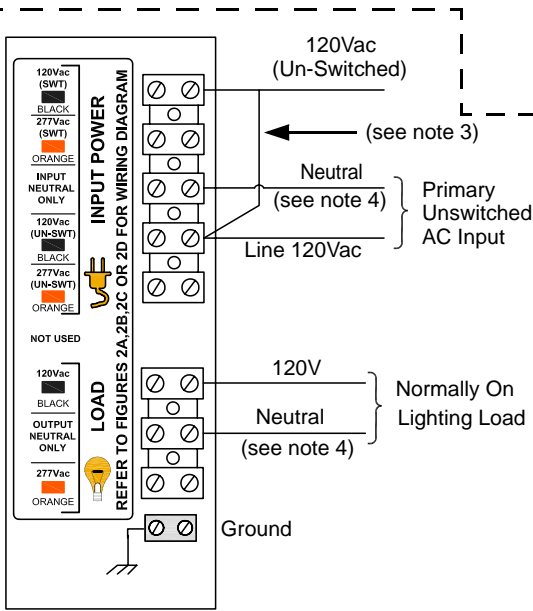 120Vac
(SWT)
BLACK
277Vac
(SWT)
ORANGE
INPUT
NEUTRAL
ONLY
120Vac
(UN-SWT)
BLACK
277Vac
(UN-SWT)
ORANGE
NOT USED
120Vac
BLACK
OUTPUT
NEUTRAL
ONLY
277Vac
ORANGE
INPUT POWER
LOAD
REFER TO FIGURES 2A,2B,2C OR 2D FOR WIRING DIAGRAM
120Vac
(Un-Switched)
(see note 3)
Neutral
(see note 4)
Line 120Vac
Primary
Unswitched
AC Input
120V
Neutral
(see note 4)
Normally On
Lighting Load
Ground